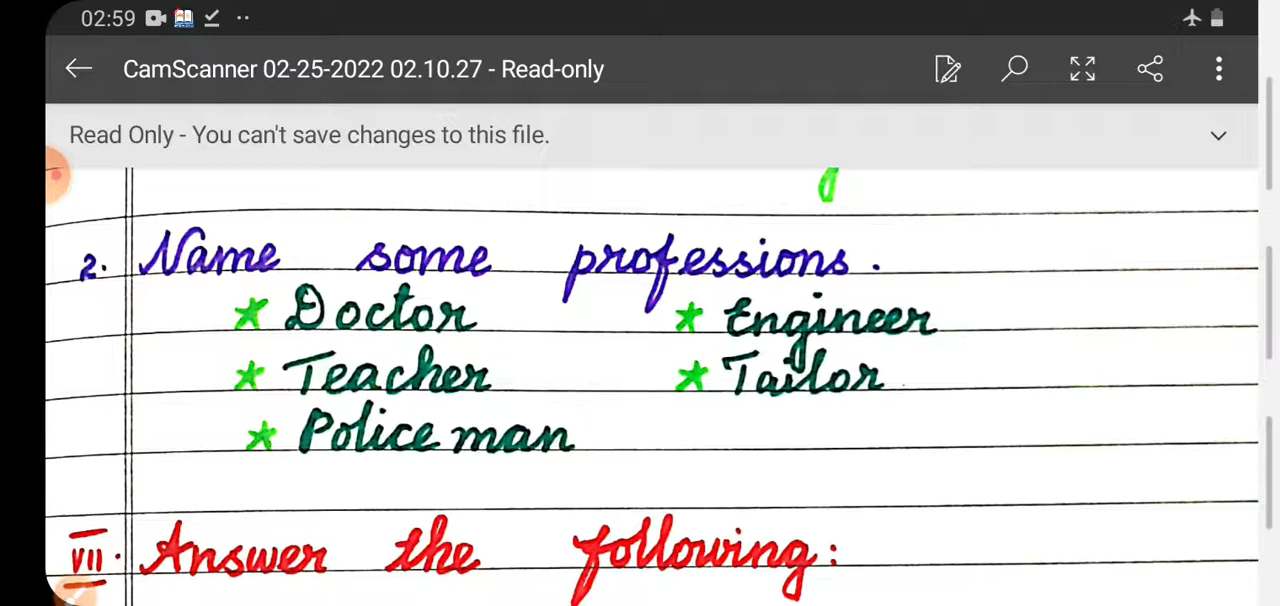 02:59
CamScanner 02-25-2022 02.10.27 - Read-only
Read Only - You can't save changes to this file.
2. Name some professions.
* Doctor * Engineer
* Teacher * Tailor
* Police man
VII. Answer the following: